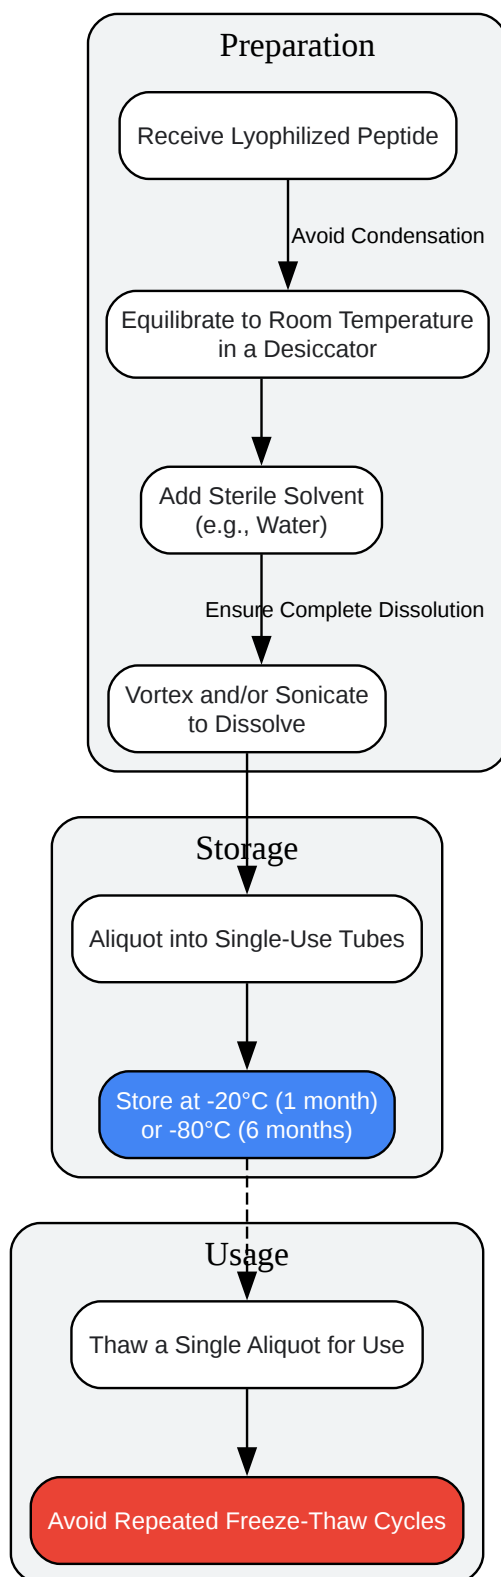 Preparation
Receive Lyophilized Peptide
Avoid Condensation
Equilibrate to Room Temperature
in a Desiccator
Add Sterile Solvent
(e.g., Water)
Ensure Complete Dissolution
Vortex and/or Sonicate
to Dissolve
Storage
Aliquot into Single-Use Tubes
Store at -20°C (1 month)
or -80°C (6 months)
Usage
Thaw a Single Aliquot for Use
Avoid Repeated Freeze-Thaw Cycles